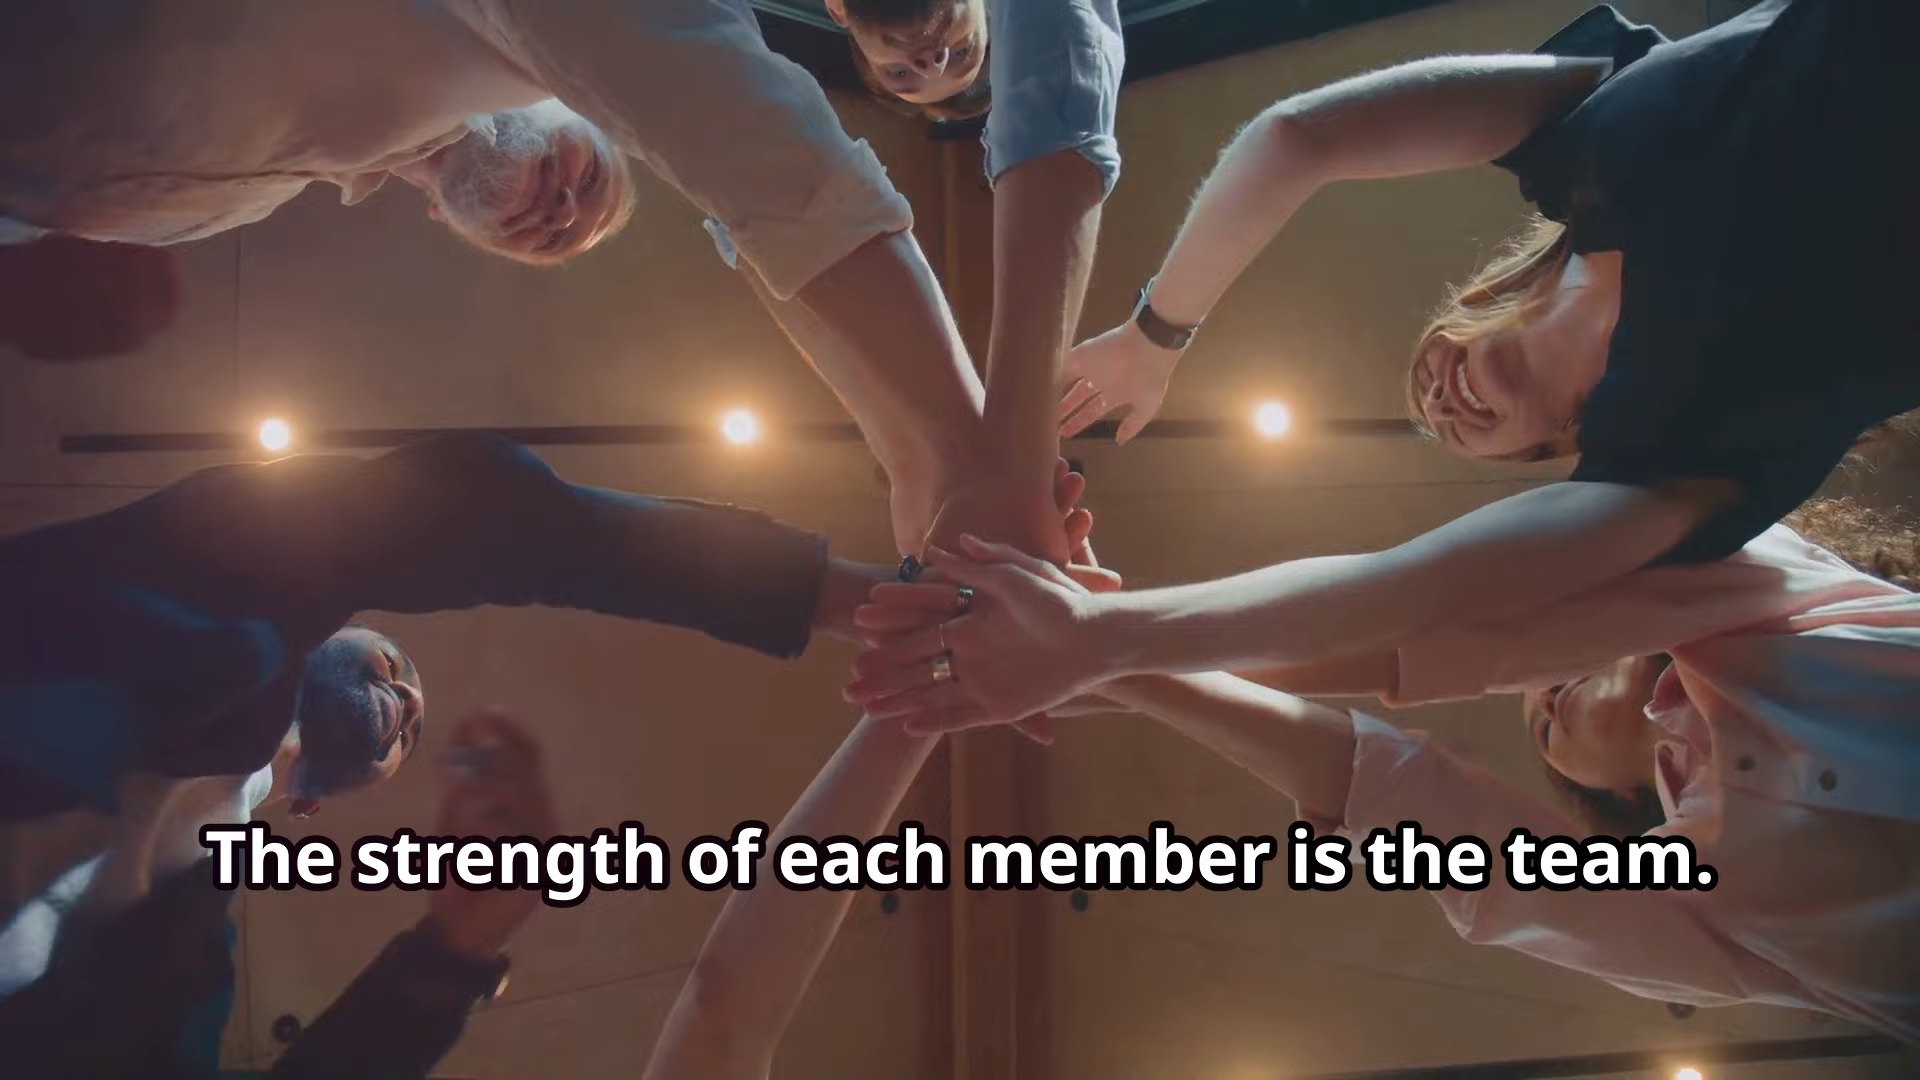 The strength of each member is the team.